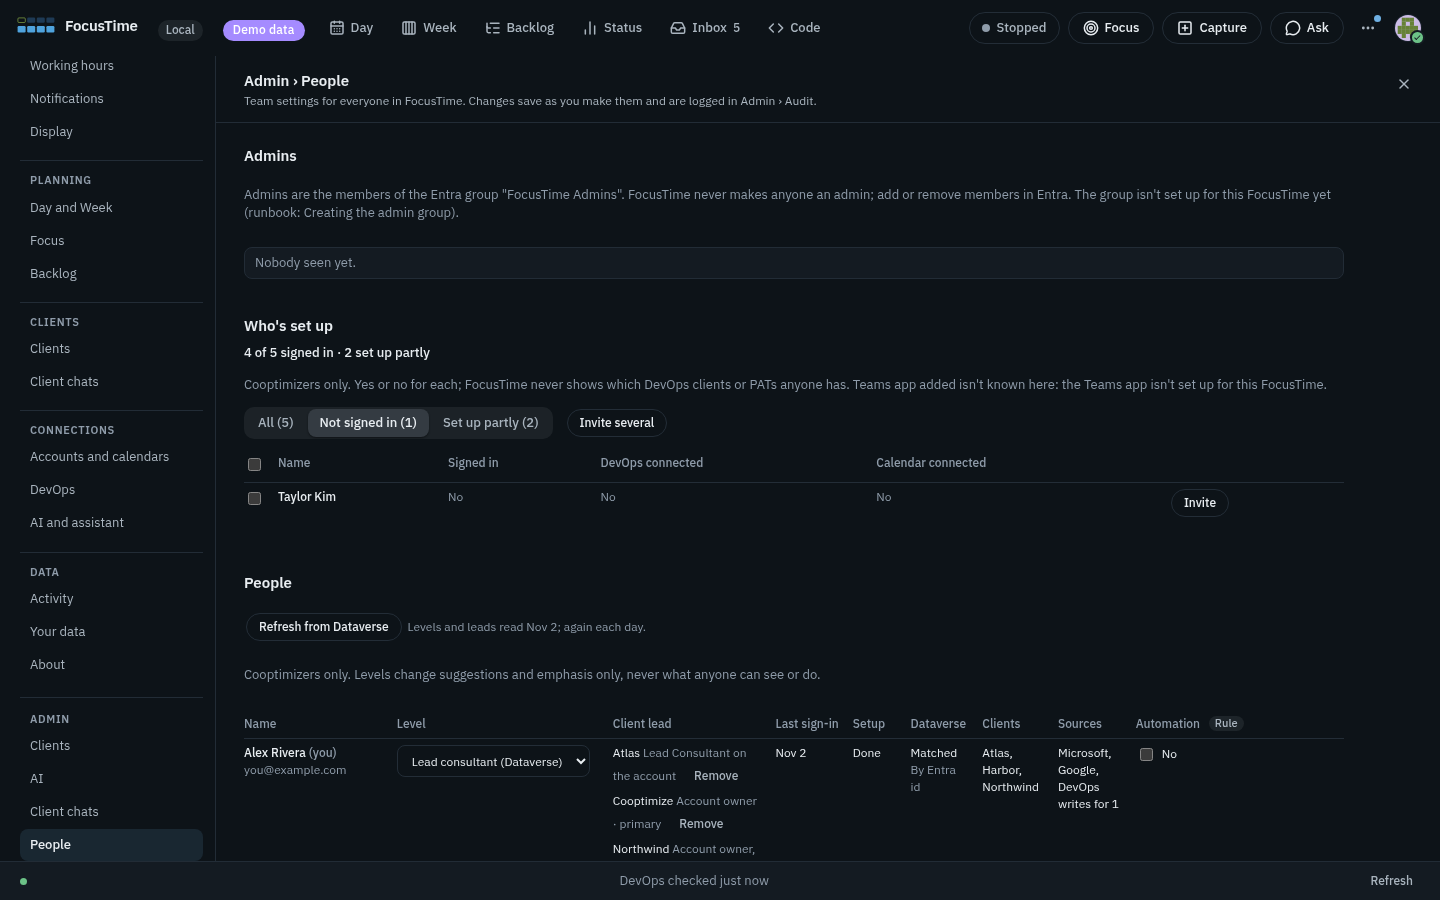 FocusTime
Local
Demo data
Day
Week
Backlog
Status
Inbox 5
Code
Stopped
Focus
Capture
Ask
Working hours
Notifications
Display
PLANNING
Day and Week
Focus
Backlog
CLIENTS
Clients
Client chats
CONNECTIONS
Accounts and calendars
DevOps
AI and assistant
DATA
Activity
Your data
About
ADMIN
Clients
AI
Client chats
People
Admin › People
Team settings for everyone in FocusTime. Changes save as you make them and are logged in Admin › Audit.
Admins
Admins are the members of the Entra group "FocusTime Admins". FocusTime never makes anyone an admin; add or remove members in Entra. The group isn't set up for this FocusTime yet
(runbook: Creating the admin group).
Nobody seen yet.
Who's set up
4 of 5 signed in · 2 set up partly
Cooptimizers only. Yes or no for each; FocusTime never shows which DevOps clients or PATs anyone has. Teams app added isn't known here: the Teams app isn't set up for this FocusTime.
All (5)
Not signed in (1)
Set up partly (2)
Invite several
Name Signed in DevOps connected Calendar connected
Taylor Kim No No No Invite
People
Refresh from Dataverse Levels and leads read Nov 2; again each day.
Cooptimizers only. Levels change suggestions and emphasis only, never what anyone can see or do.
Name Level Client lead Last sign-in Setup Dataverse Clients Sources Automation Rule
Alex Rivera (you)
you@example.com
Lead consultant (Dataverse)
Atlas Lead Consultant on
the account Remove
Cooptimize Account owner
· primary Remove
Northwind Account owner,
Nov 2
Done
Matched
By Entra
id
Atlas,
Harbor,
Northwind
Microsoft,
Google,
DevOps
writes for 1
No
DevOps checked just now
Refresh